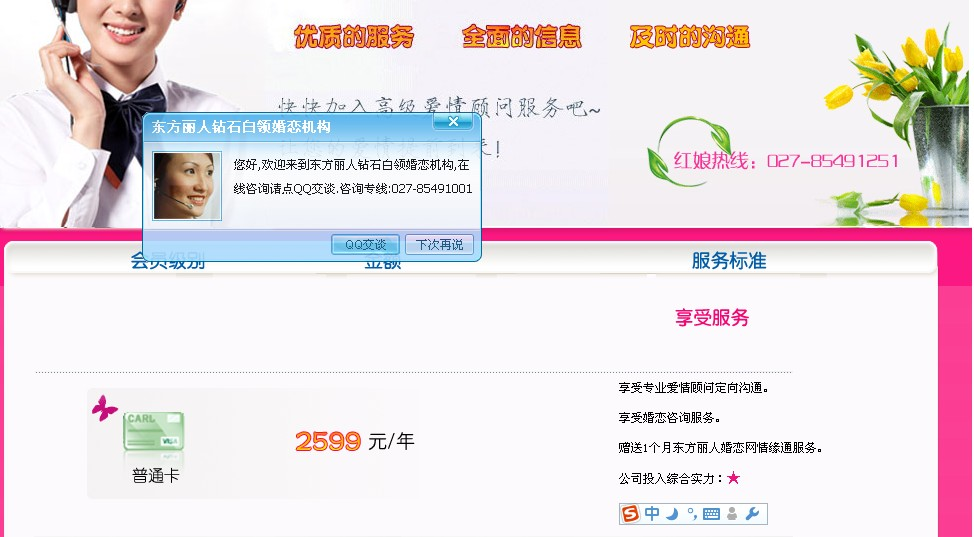 优质的服务 全面的信息 及时的沟通
快快加入高级爱情顾问服务吧~
东方丽人钻石白领婚恋机构
您好,欢迎来到东方丽人钻石白领婚恋机构,在
线咨询请点QQ交谈.咨询专线:027-85491001
QQ交谈 下次再说
红娘热线：027-85491251
会员级别 金额 服务标准
享受服务
CARL
VISA
普通卡
2599 元/年
享受专业爱情顾问定向沟通。
享受婚恋咨询服务。
赠送1个月东方丽人婚恋网情缘通服务。
公司投入综合实力：★
S 中